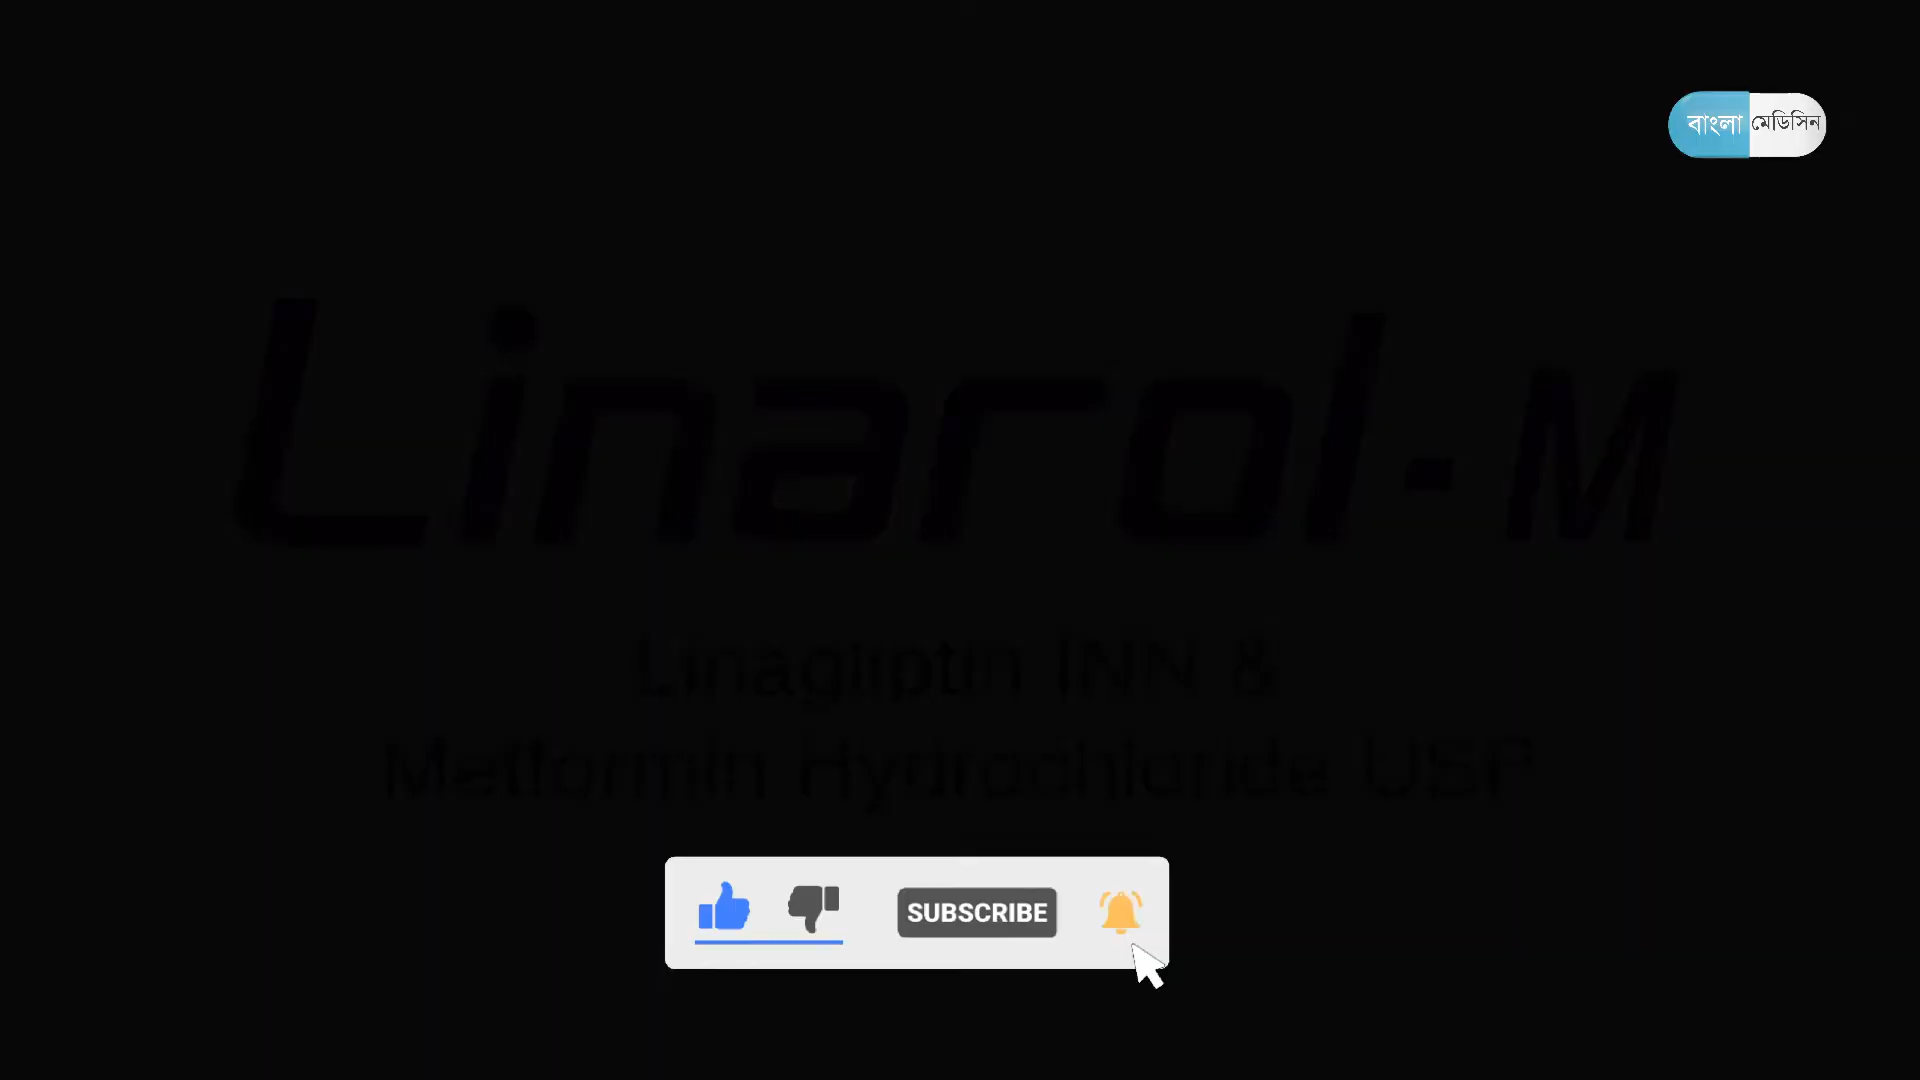 বাংলা মেডিসিন
Linarol-M
Linagliptin INN &
Metformin Hydrochloride USP
SUBSCRIBE